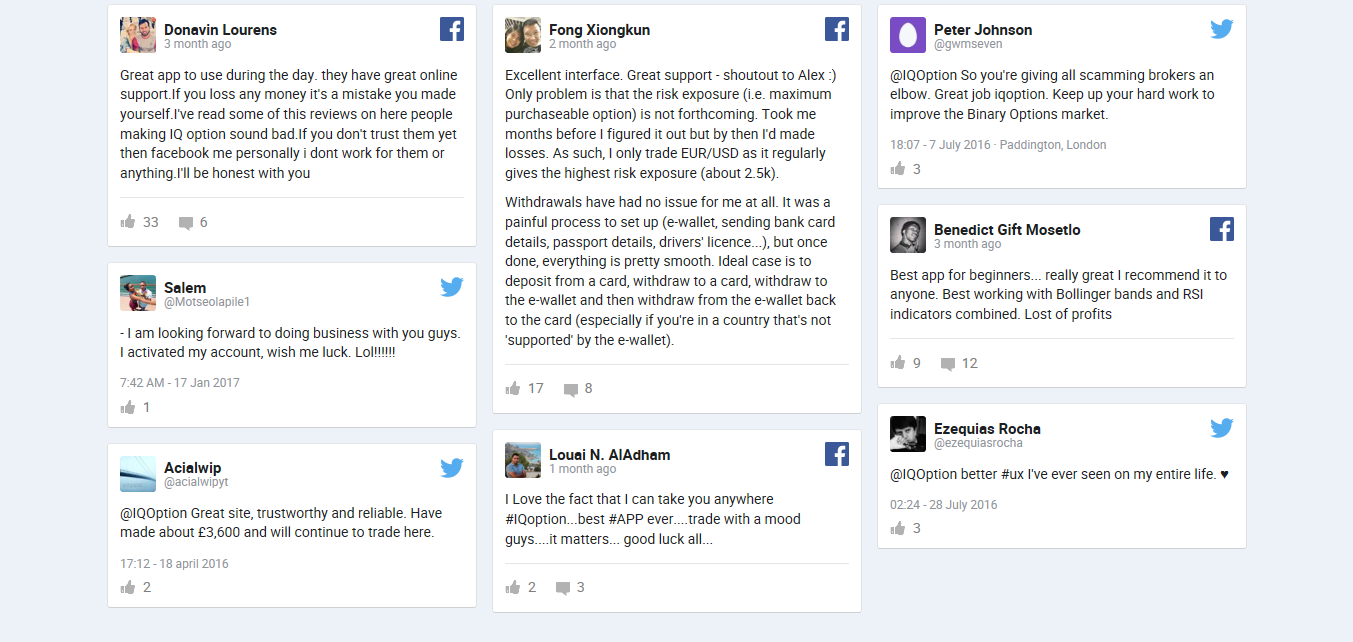 Donavin Lourens
3 month ago
Great app to use during the day. they have great online
support.If you loss any money it's a mistake you made
yourself.I've read some of this reviews on here people
making IQ option sound bad.If you don't trust them yet
then facebook me personally i dont work for them or
anything.I'll be honest with you
33 6
Salem
@Motseolapile1
- I am looking forward to doing business with you guys.
I activated my account, wish me luck. Lol!!!!!!
7:42 AM - 17 Jan 2017
1
Acialwip
@acialwipyt
@IQOption Great site, trustworthy and reliable. Have
made about £3,600 and will continue to trade here.
17:12 - 18 april 2016
2
Fong Xiongkun
2 month ago
Excellent interface. Great support - shoutout to Alex :)
Only problem is that the risk exposure (i.e. maximum
purchaseable option) is not forthcoming. Took me
months before I figured it out but by then I'd made
losses. As such, I only trade EUR/USD as it regularly
gives the highest risk exposure (about 2.5k).
Withdrawals have had no issue for me at all. It was a
painful process to set up (e-wallet, sending bank card
details, passport details, drivers' licence...), but once
done, everything is pretty smooth. Ideal case is to
deposit from a card, withdraw to a card, withdraw to
the e-wallet and then withdraw from the e-wallet back
to the card (especially if you're in a country that's not
'supported' by the e-wallet).
17 8
Louai N. AlAdham
1 month ago
I Love the fact that I can take you anywhere
#IQoption...best #APP ever....trade with a mood
guys....it matters... good luck all...
2 3
Peter Johnson
@gwmseven
@IQOption So you're giving all scamming brokers an
elbow. Great job iqoption. Keep up your hard work to
improve the Binary Options market.
18:07 - 7 July 2016 · Paddington, London
3
Benedict Gift Mosetlo
3 month ago
Best app for beginners... really great I recommend it to
anyone. Best working with Bollinger bands and RSI
indicators combined. Lost of profits
9 12
Ezequias Rocha
@ezequiasrocha
@IQOption better #ux I've ever seen on my entire life. ♥
02:24 - 28 July 2016
3